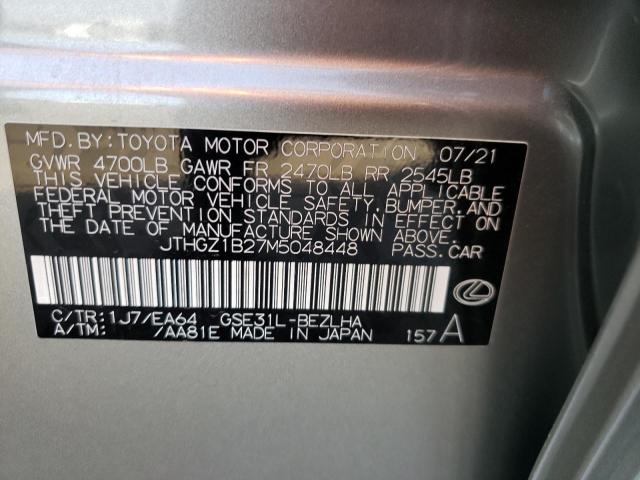 MFD. BY: TOYOTA MOTOR CORPORATION 07/21
GVWR 4700LB GAWR FR 2470LB RR 2545LB
THIS VEHICLE CONFORMS TO ALL APPLICABLE
FEDERAL MOTOR VEHICLE SAFETY, BUMPER, AND
THEFT PREVENTION STANDARDS IN EFFECT ON
THE DATE OF MANUFACTURE SHOWN ABOVE.
JTHGZ1B27M5048448 PASS. CAR
C/TR: 1J7/EA64 GSE31L-BEZLHA
A/TM: /AA81E MADE IN JAPAN 157A